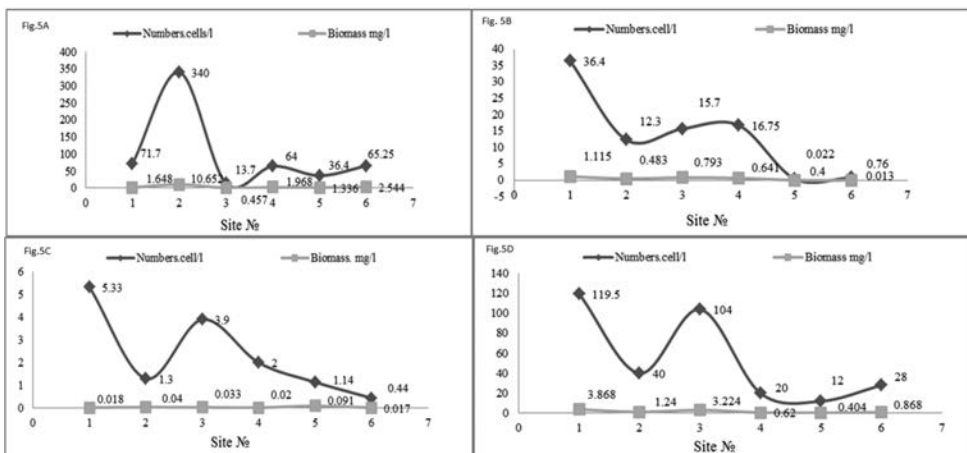 Fig.5A
Numbers.cells/l Biomass mg/l
400
350
300
250
200
150
100
50
0
71.7 340 13.7 64 36.4 65.25
1.648 10.652 0.457 1.968 1.336 2.544
0 1 2 3 4 5 6 7
Site №
Fig. 5B
Numbers.cell/l Biomass mg/l
40
35
30
25
20
15
10
5
0
-5
36.4 12.3 15.7 16.75 0.4 0.76
1.115 0.483 0.793 0.641 0.022 0.013
0 1 2 3 4 5 6 7
Site №
Fig.5C
Numbers.cell/l Biomass. mg/l
6
5
4
3
2
1
0
5.33 1.3 3.9 2 1.14 0.44
0.018 0.04 0.033 0.02 0.091 0.017
0 1 2 3 4 5 6 7
Site №
Fig.5D
Numbers.cell/l Biomass mg/l
140
120
100
80
60
40
20
0
119.5 40 104 20 12 28
3.868 1.24 3.224 0.62 0.404 0.868
0 1 2 3 4 5 6 7
Site №